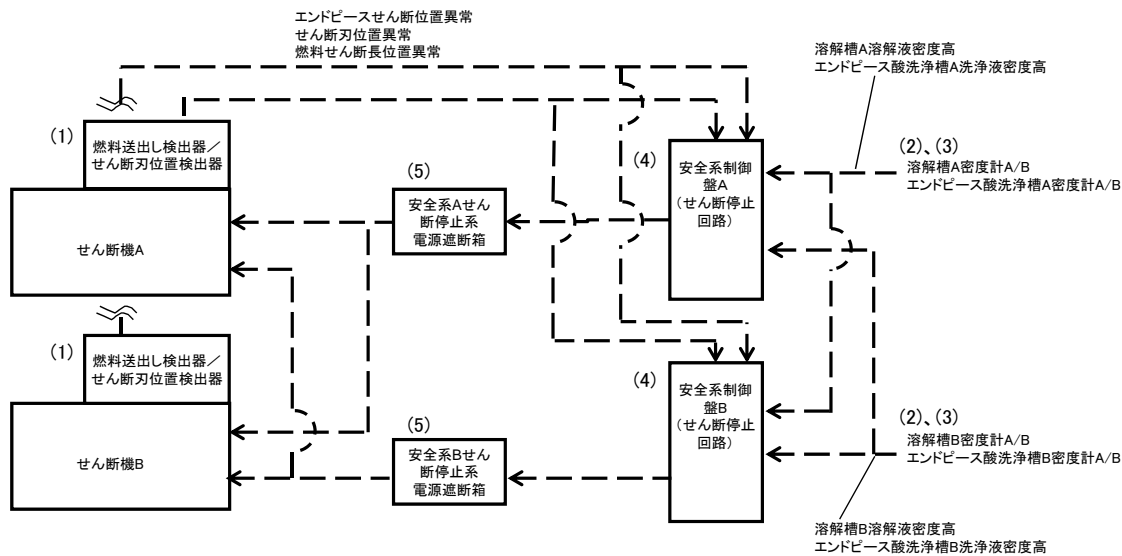 エンドピースせん断位置異常
せん断刃位置異常
燃料せん断長位置異常
溶解槽A溶解液密度高
エンドピース酸洗浄槽A洗浄液密度高
(1)
燃料送出し検出器／
せん断刃位置検出器
せん断機A
(5)
安全系Aせん
断停止系
電源遮断箱
(4)
安全系制御
盤A
(せん断停止
回路)
(2)、(3)
溶解槽A密度計A/B
エンドピース酸洗浄槽A密度計A/B
(1)
燃料送出し検出器／
せん断刃位置検出器
せん断機B
(5)
安全系Bせん
断停止系
電源遮断箱
(4)
安全系制御
盤B
(せん断停止
回路)
(2)、(3)
溶解槽B密度計A/B
エンドピース酸洗浄槽B密度計A/B
溶解槽B溶解液密度高
エンドピース酸洗浄槽B洗浄液密度高